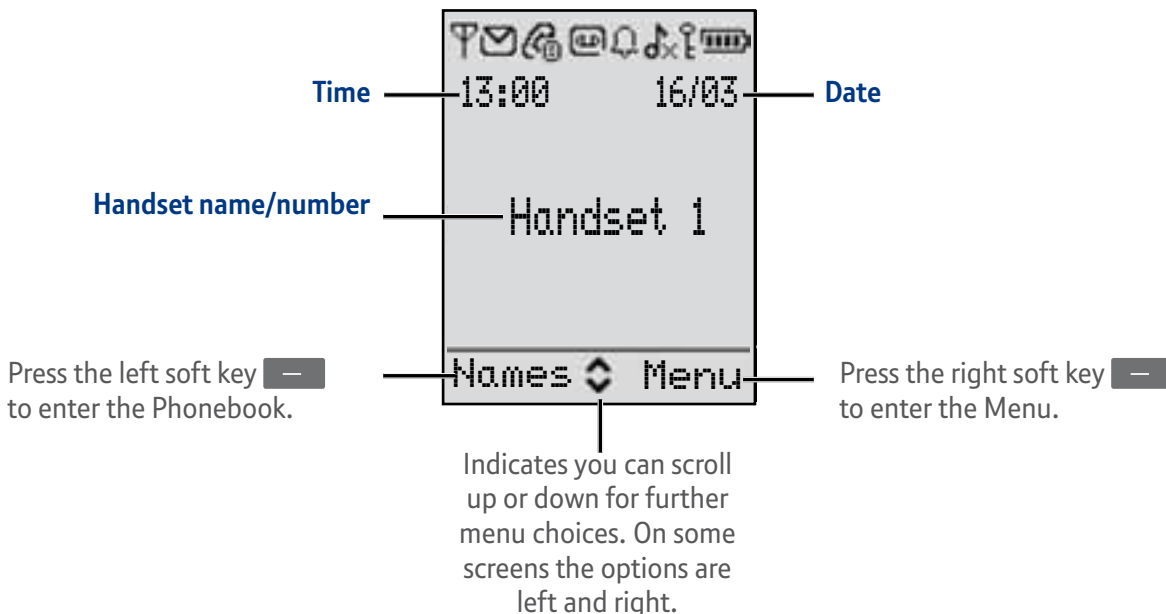 Time
13:00
16/03
Date
Handset name/number
Handset 1
Press the left soft key
to enter the Phonebook.
Names
Menu
Press the right soft key
to enter the Menu.
Indicates you can scroll
up or down for further
menu choices. On some
screens the options are
left and right.